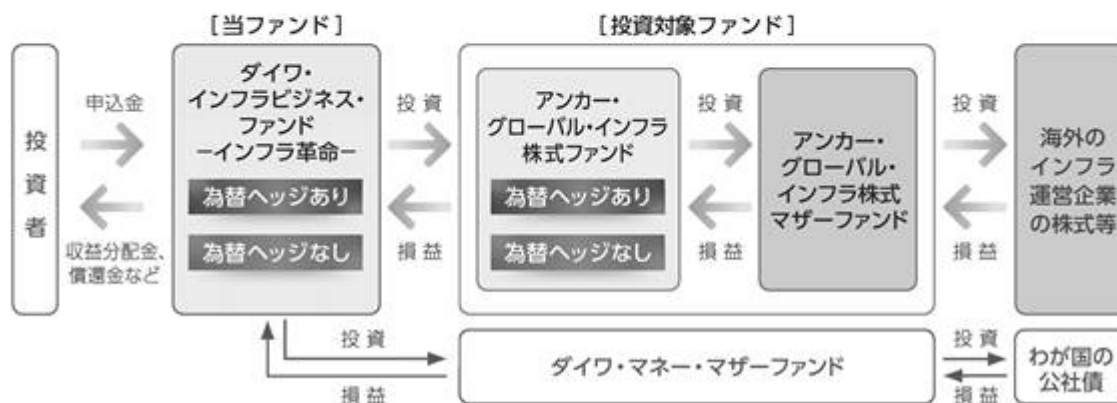 [当ファンド]
[投資対象ファンド]
投資者
申込金
収益分配金、
償還金など
ダイワ・
インフラビジネス・
ファンド
−インフラ革命−
為替ヘッジあり
為替ヘッジなし
投資
損益
アンカー・
グローバル・インフラ
株式ファンド
為替ヘッジあり
為替ヘッジなし
投資
損益
アンカー・
グローバル・
インフラ株式
マザーファンド
投資
損益
海外の
インフラ
運営企業
の株式等
投資
損益
ダイワ・マネー・マザーファンド
投資
損益
わが国の
公社債